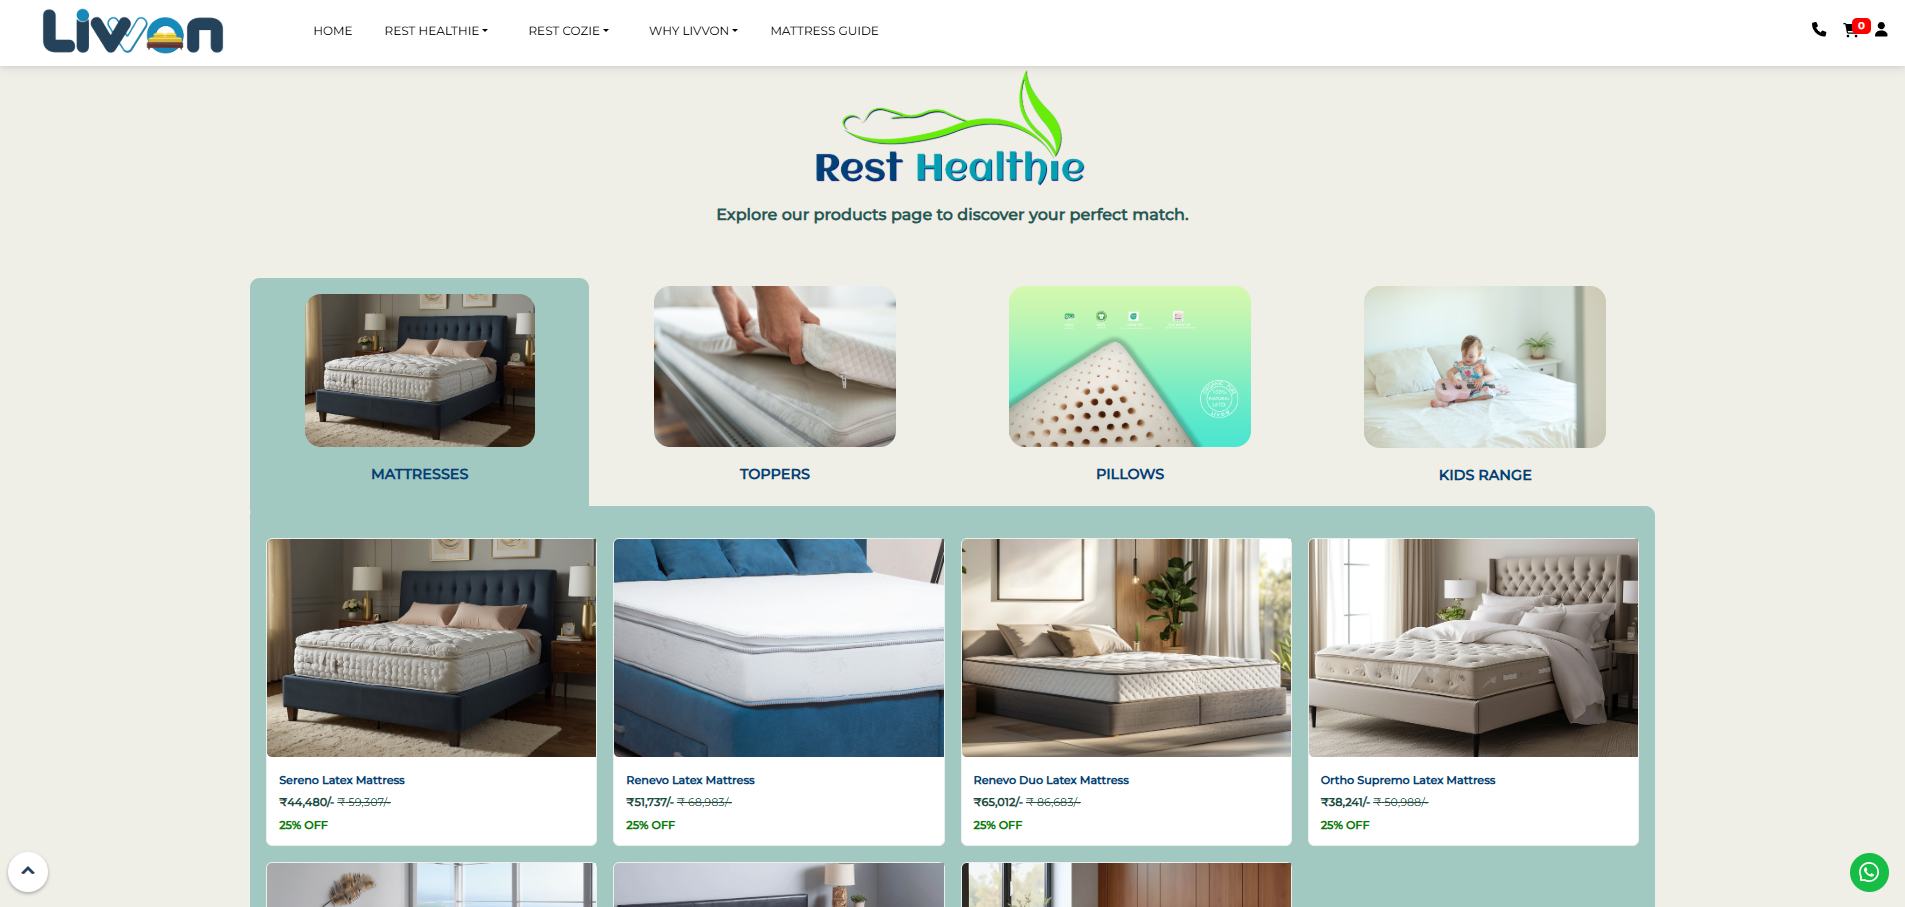 Livvon
HOME
REST HEALTHIE
REST COZIE
WHY LIVVON
MATTRESS GUIDE
0
Rest Healthie
Explore our products page to discover your perfect match.
MATTRESSES
TOPPERS
PILLOWS
KIDS RANGE
Sereno Latex Mattress
₹44,480/- ₹ 59,307/-
25% OFF
Renevo Latex Mattress
₹51,737/- ₹ 68,983/-
25% OFF
Renevo Duo Latex Mattress
₹65,012/- ₹ 86,683/-
25% OFF
Ortho Supremo Latex Mattress
₹38,241/- ₹ 50,988/-
25% OFF